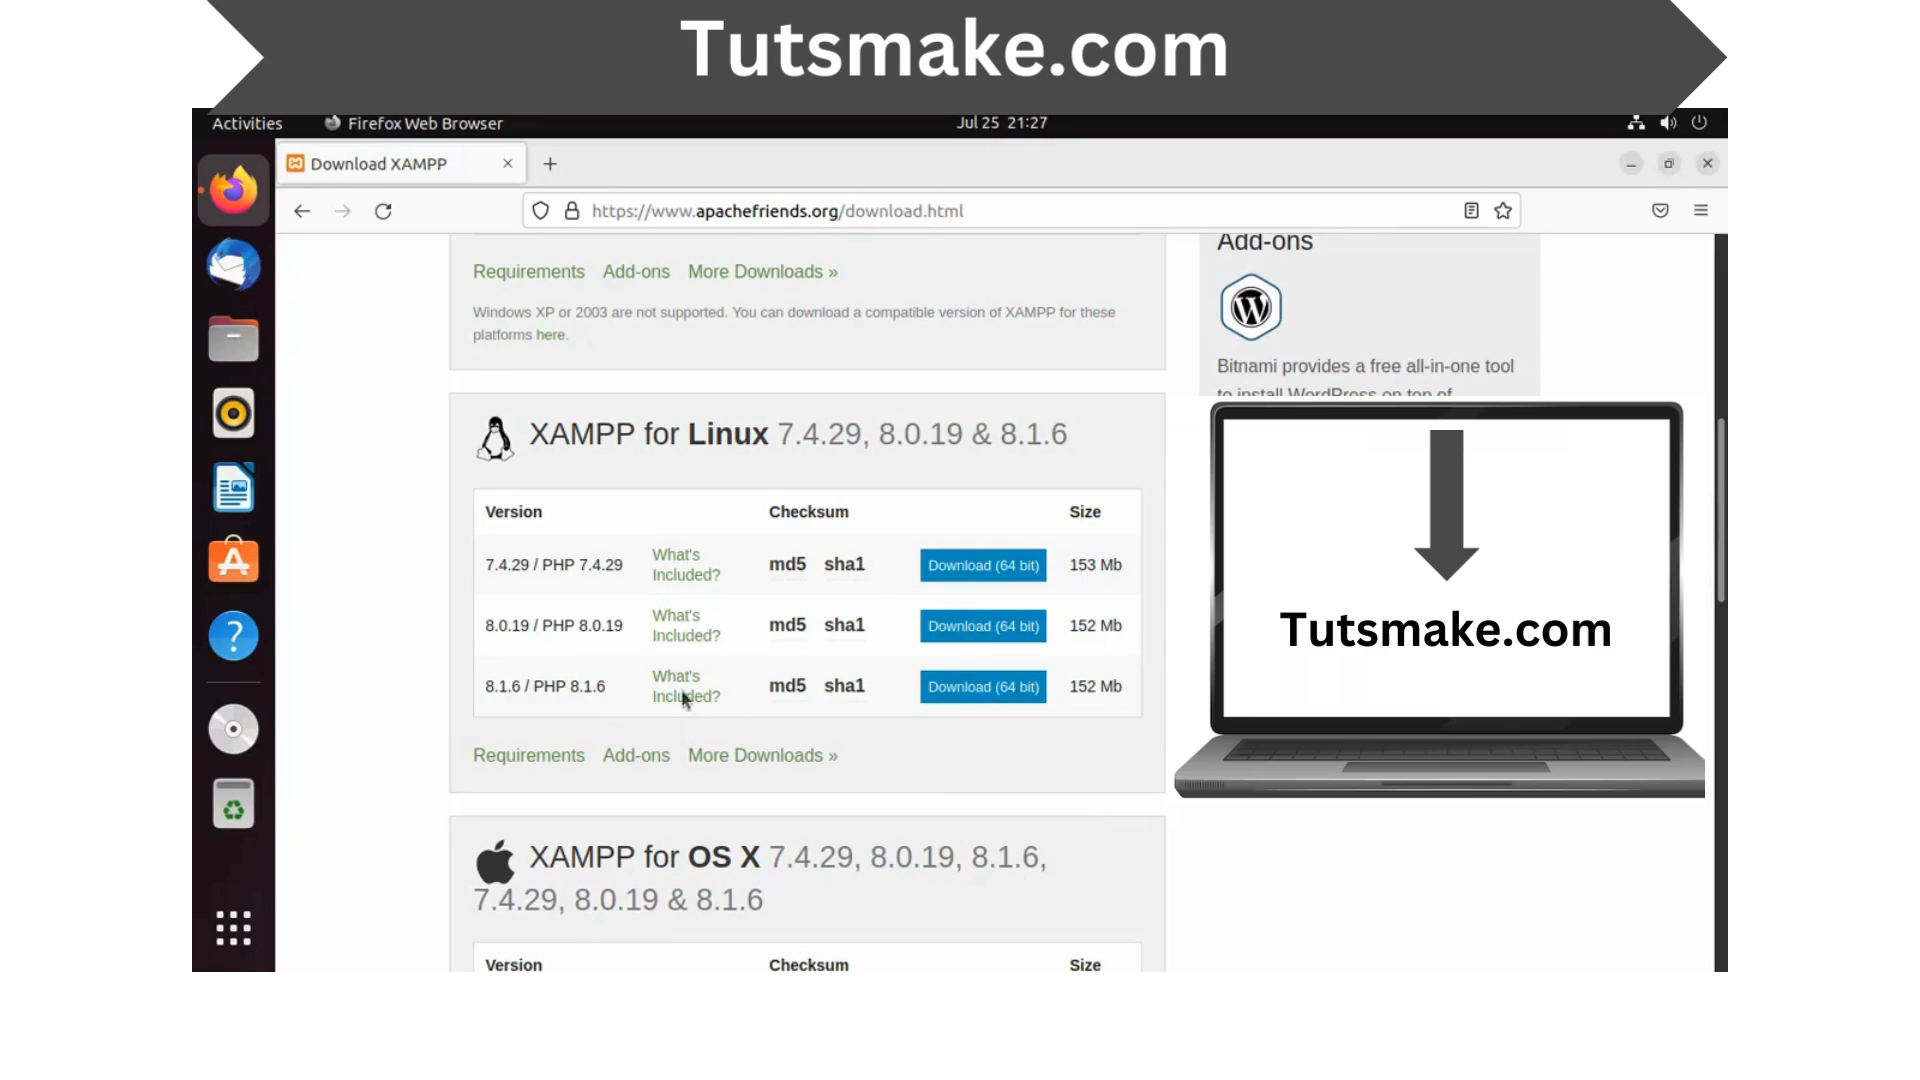 Tutsmake.com
Activities
Firefox Web Browser
Jul 25 21:27
Download XAMPP
https://www.apachefriends.org/download.html
Requirements Add-ons More Downloads »
Windows XP or 2003 are not supported. You can download a compatible version of XAMPP for these
platforms here.
Add-ons
Bitnami provides a free all-in-one tool
to install WordPress on top of
XAMPP for Linux 7.4.29, 8.0.19 & 8.1.6
Version Checksum Size
7.4.29 / PHP 7.4.29 What's Included? md5 sha1 Download (64 bit) 153 Mb
8.0.19 / PHP 8.0.19 What's Included? md5 sha1 Download (64 bit) 152 Mb
8.1.6 / PHP 8.1.6 What's Included? md5 sha1 Download (64 bit) 152 Mb
Requirements Add-ons More Downloads »
Tutsmake.com
XAMPP for OS X 7.4.29, 8.0.19, 8.1.6,
7.4.29, 8.0.19 & 8.1.6
Version Checksum Size